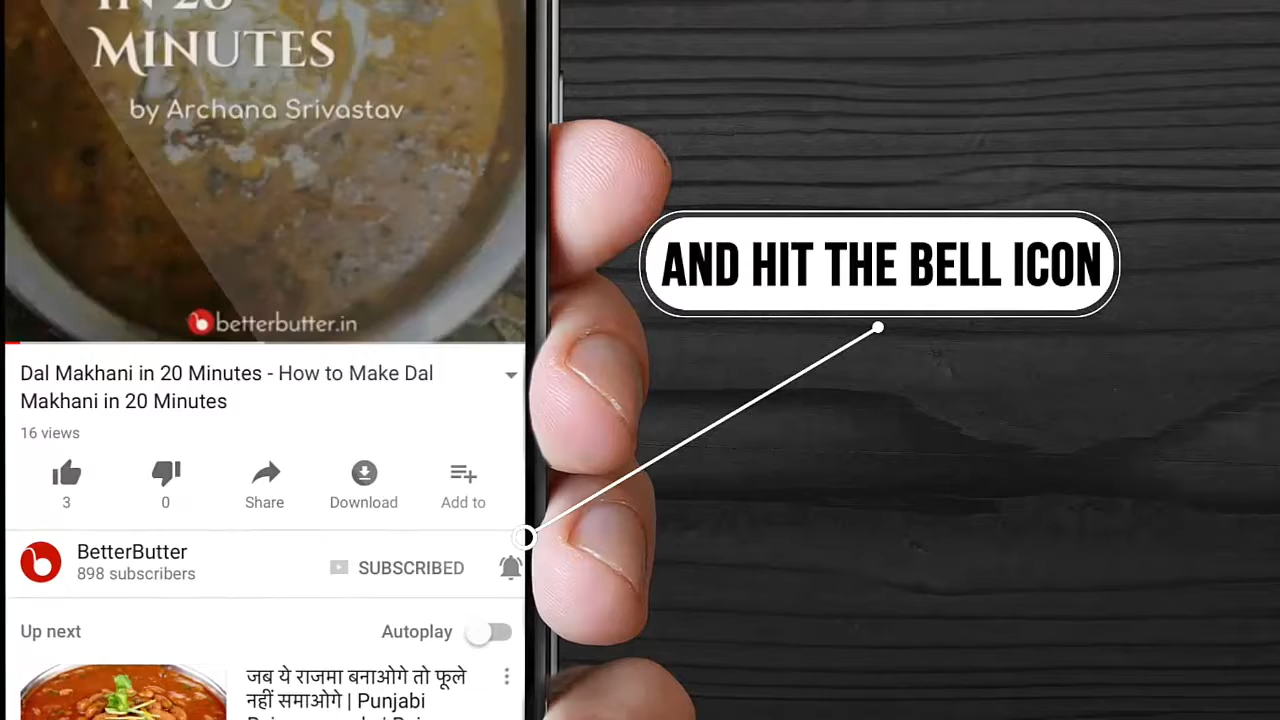 IN 20
MINUTES
by Archana Srivastav
betterbutter.in
AND HIT THE BELL ICON
Dal Makhani in 20 Minutes - How to Make Dal
Makhani in 20 Minutes
16 views
3
0
Share
Download
Add to
BetterButter
898 subscribers
SUBSCRIBED
Up next
Autoplay
जब ये राजमा बनाओगे तो फूले
नहीं समाओगे | Punjabi